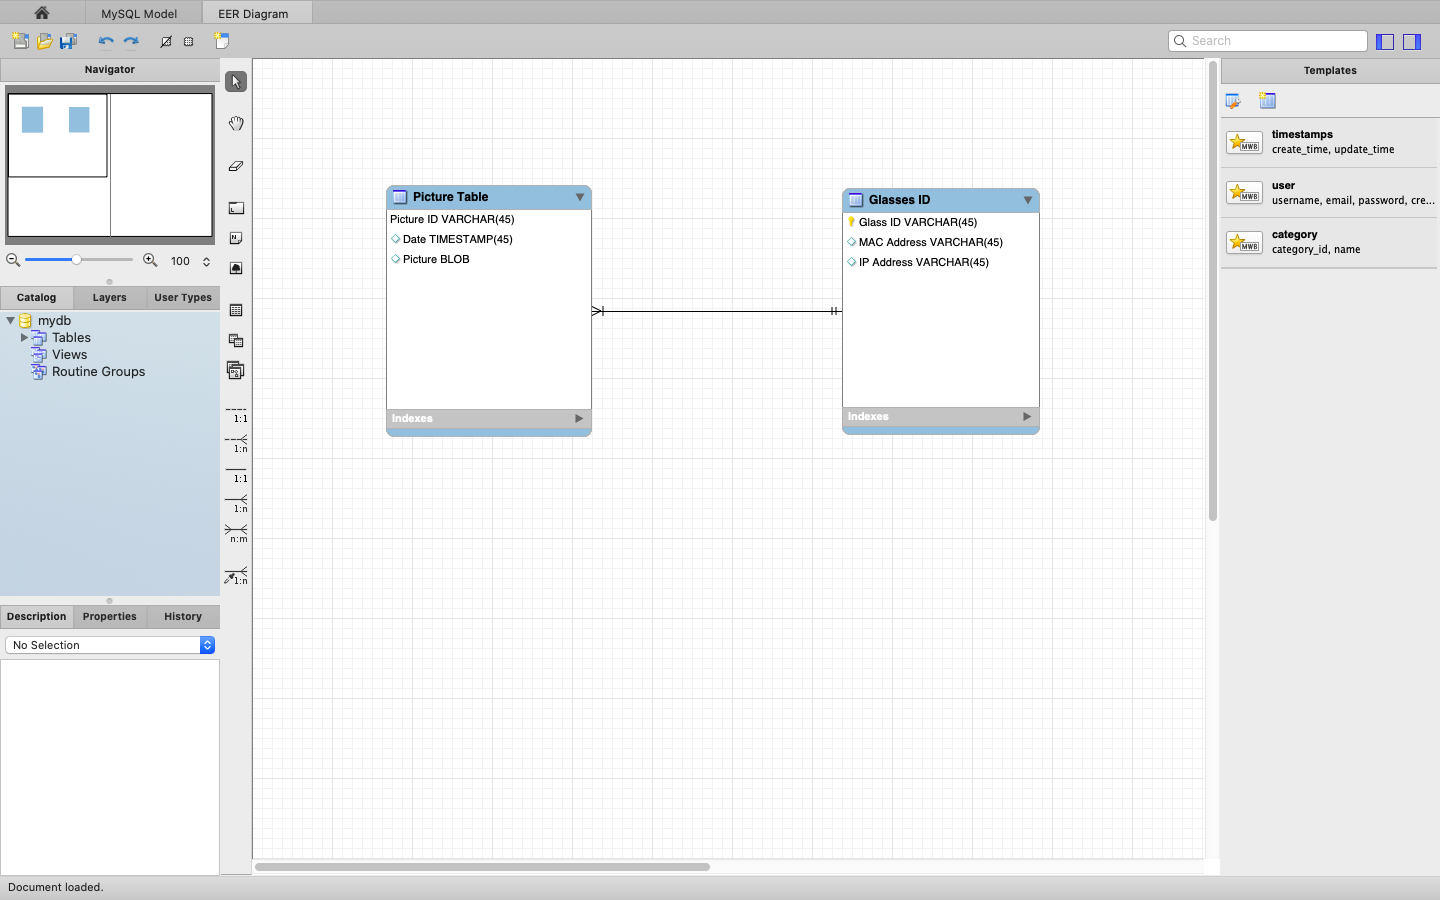 MySQL Model
EER Diagram
Search
Navigator
100
Catalog
Layers
User Types
mydb
Tables
Views
Routine Groups
Description
Properties
History
No Selection
1:1
1:n
1:1
1:n
n:m
1:n
Picture Table
Picture ID VARCHAR(45)
Date TIMESTAMP(45)
Picture BLOB
Indexes
Glasses ID
Glass ID VARCHAR(45)
MAC Address VARCHAR(45)
IP Address VARCHAR(45)
Indexes
Templates
MWB
timestamps
create_time, update_time
MWB
user
username, email, password, cre...
MWB
category
category_id, name
Document loaded.